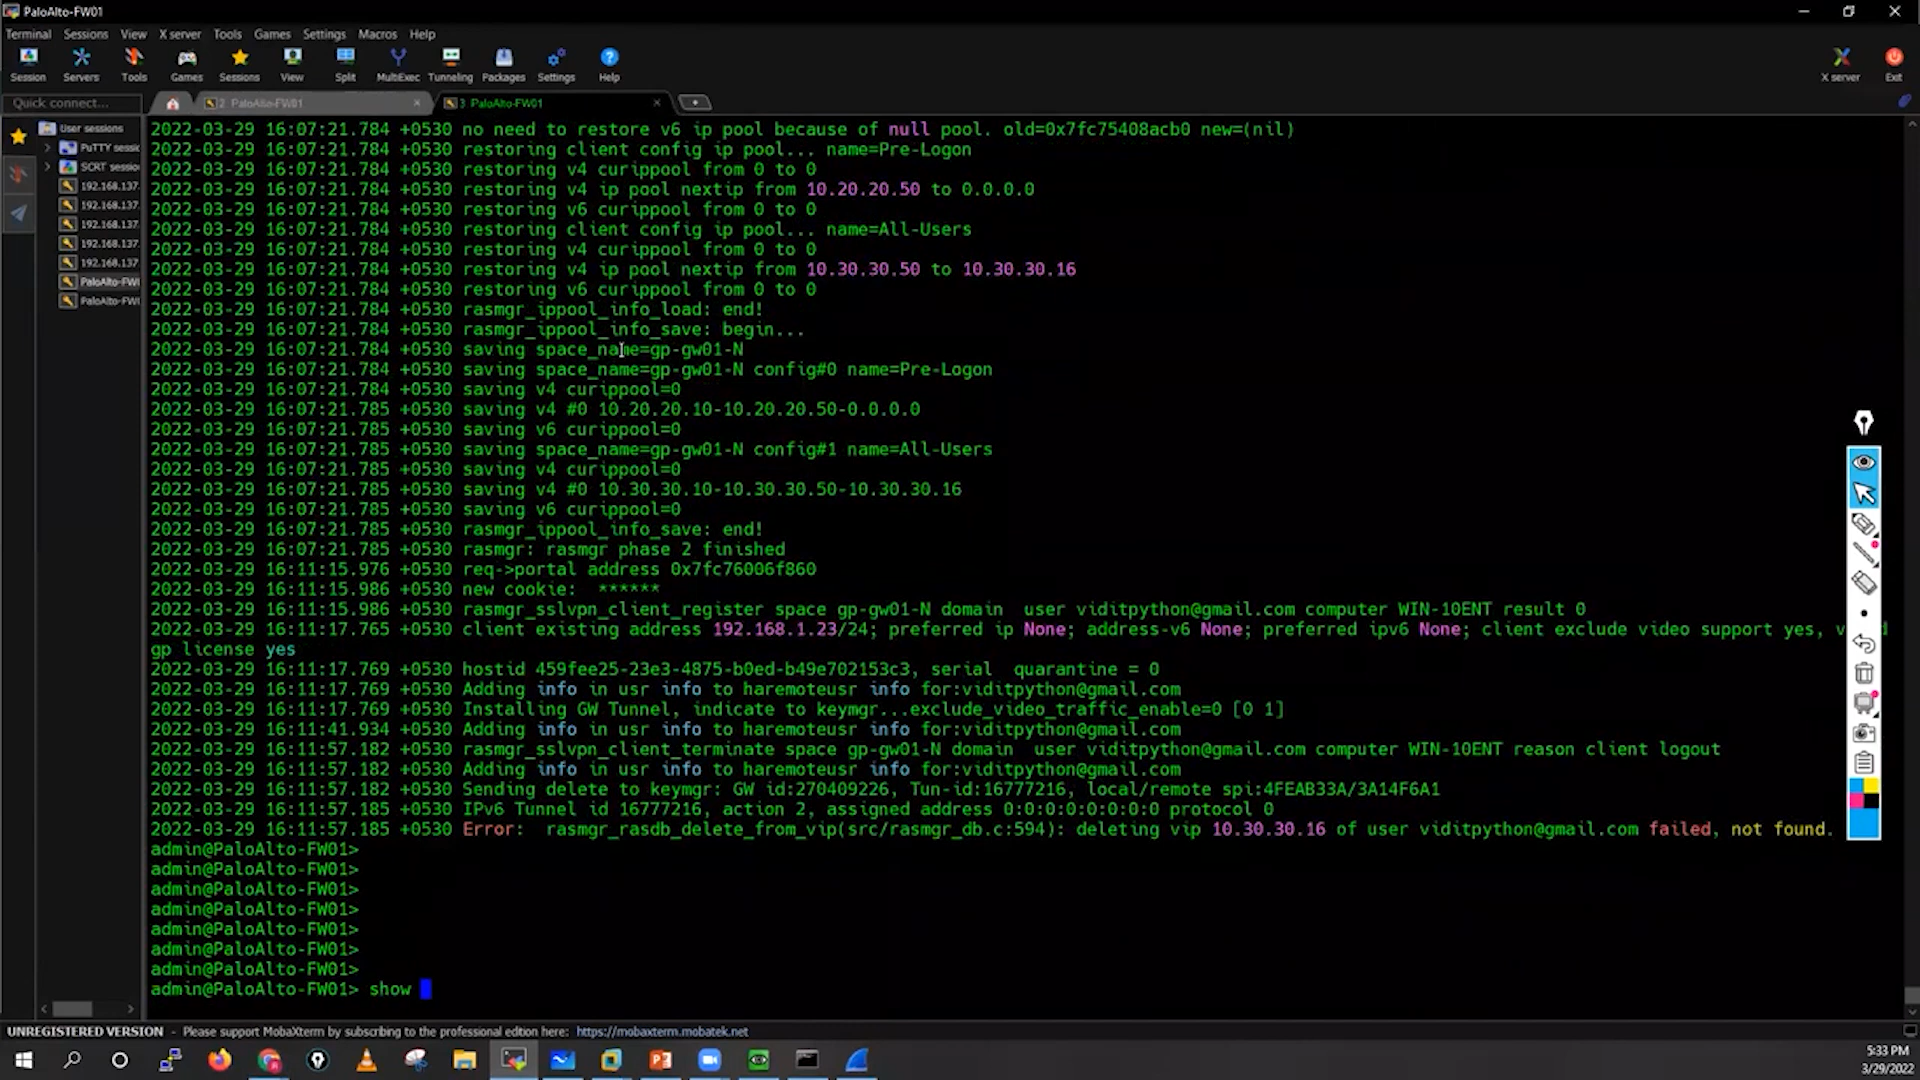 PaloAlto-FW01
Terminal Sessions View X server Tools Games Settings Macros Help
Session Servers Tools Games Sessions View Split MultiExec Tunneling Packages Settings Help X server Exit
Quick connect...
2 PaloAlto-FW01
3 PaloAlto-FW01
User sessions
PuTTY sessio
SCRT sessio
192.168.137.
192.168.137.
192.168.137.
192.168.137.
192.168.137.
PaloAlto-FW
PaloAlto-FW
2022-03-29 16:07:21.784 +0530 no need to restore v6 ip pool because of null pool. old=0x7fc75408acb0 new=(nil)
2022-03-29 16:07:21.784 +0530 restoring client config ip pool... name=Pre-Logon
2022-03-29 16:07:21.784 +0530 restoring v4 curippool from 0 to 0
2022-03-29 16:07:21.784 +0530 restoring v4 ip pool nextip from 10.20.20.50 to 0.0.0.0
2022-03-29 16:07:21.784 +0530 restoring v6 curippool from 0 to 0
2022-03-29 16:07:21.784 +0530 restoring client config ip pool... name=All-Users
2022-03-29 16:07:21.784 +0530 restoring v4 curippool from 0 to 0
2022-03-29 16:07:21.784 +0530 restoring v4 ip pool nextip from 10.30.30.50 to 10.30.30.16
2022-03-29 16:07:21.784 +0530 restoring v6 curippool from 0 to 0
2022-03-29 16:07:21.784 +0530 rasmgr_ippool_info_load: end!
2022-03-29 16:07:21.784 +0530 rasmgr_ippool_info_save: begin...
2022-03-29 16:07:21.784 +0530 saving space_name=gp-gw01-N
2022-03-29 16:07:21.784 +0530 saving space_name=gp-gw01-N config#0 name=Pre-Logon
2022-03-29 16:07:21.784 +0530 saving v4 curippool=0
2022-03-29 16:07:21.785 +0530 saving v4 #0 10.20.20.10-10.20.20.50-0.0.0.0
2022-03-29 16:07:21.785 +0530 saving v6 curippool=0
2022-03-29 16:07:21.785 +0530 saving space_name=gp-gw01-N config#1 name=All-Users
2022-03-29 16:07:21.785 +0530 saving v4 curippool=0
2022-03-29 16:07:21.785 +0530 saving v4 #0 10.30.30.10-10.30.30.50-10.30.30.16
2022-03-29 16:07:21.785 +0530 saving v6 curippool=0
2022-03-29 16:07:21.785 +0530 rasmgr_ippool_info_save: end!
2022-03-29 16:07:21.785 +0530 rasmgr: rasmgr phase 2 finished
2022-03-29 16:11:15.976 +0530 req->portal address 0x7fc76006f860
2022-03-29 16:11:15.986 +0530 new cookie: ******
2022-03-29 16:11:15.986 +0530 rasmgr_sslvpn_client_register space gp-gw01-N domain user viditpython@gmail.com computer WIN-10ENT result 0
2022-03-29 16:11:17.765 +0530 client existing address 192.168.1.23/24; preferred ip None; address-v6 None; preferred ipv6 None; client exclude video support yes, v
gp license yes
2022-03-29 16:11:17.769 +0530 hostid 459fee25-23e3-4875-b0ed-b49e702153c3, serial quarantine = 0
2022-03-29 16:11:17.769 +0530 Adding info in usr info to haremoteusr info for:viditpython@gmail.com
2022-03-29 16:11:17.769 +0530 Installing GW Tunnel, indicate to keymgr...exclude_video_traffic_enable=0 [0 1]
2022-03-29 16:11:41.934 +0530 Adding info in usr info to haremoteusr info for:viditpython@gmail.com
2022-03-29 16:11:57.182 +0530 rasmgr_sslvpn_client_terminate space gp-gw01-N domain user viditpython@gmail.com computer WIN-10ENT reason client logout
2022-03-29 16:11:57.182 +0530 Adding info in usr info to haremoteusr info for:viditpython@gmail.com
2022-03-29 16:11:57.182 +0530 Sending delete to keymgr: GW id:270409226, Tun-id:16777216, local/remote spi:4FEAB33A/3A14F6A1
2022-03-29 16:11:57.185 +0530 IPv6 Tunnel id 16777216, action 2, assigned address 0:0:0:0:0:0:0:0 protocol 0
2022-03-29 16:11:57.185 +0530 Error: rasmgr_rasdb_delete_from_vip(src/rasmgr_db.c:594): deleting vip 10.30.30.16 of user viditpython@gmail.com failed, not found.
admin@PaloAlto-FW01>
admin@PaloAlto-FW01>
admin@PaloAlto-FW01>
admin@PaloAlto-FW01>
admin@PaloAlto-FW01>
admin@PaloAlto-FW01>
admin@PaloAlto-FW01>
admin@PaloAlto-FW01> show
UNREGISTERED VERSION - Please support MobaXterm by subscribing to the professional edition here: https://mobaxterm.mobatek.net
5:33 PM
3/29/2022